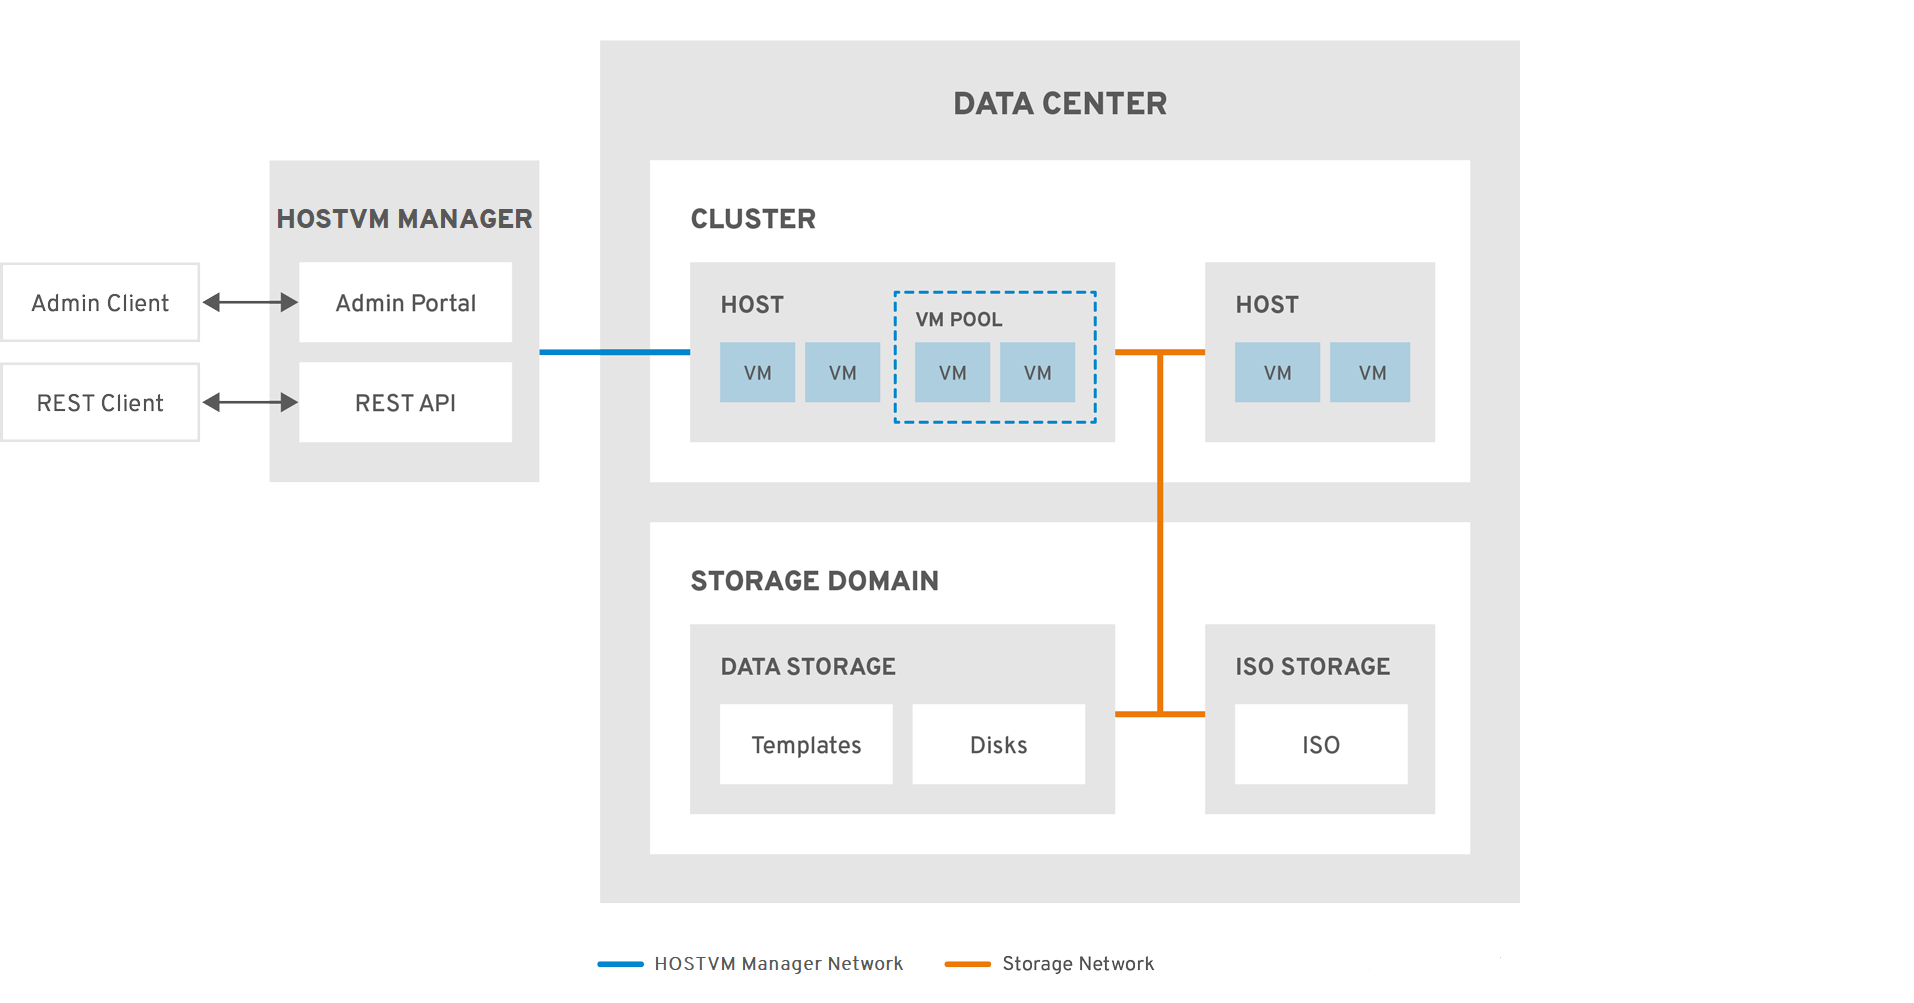 DATA CENTER
HOSTVM MANAGER
Admin Client
Admin Portal
REST Client
REST API
CLUSTER
HOST
VM POOL
VM
VM
VM
VM
HOST
VM
VM
STORAGE DOMAIN
DATA STORAGE
Templates
Disks
ISO STORAGE
ISO
HOSTVM Manager Network
Storage Network